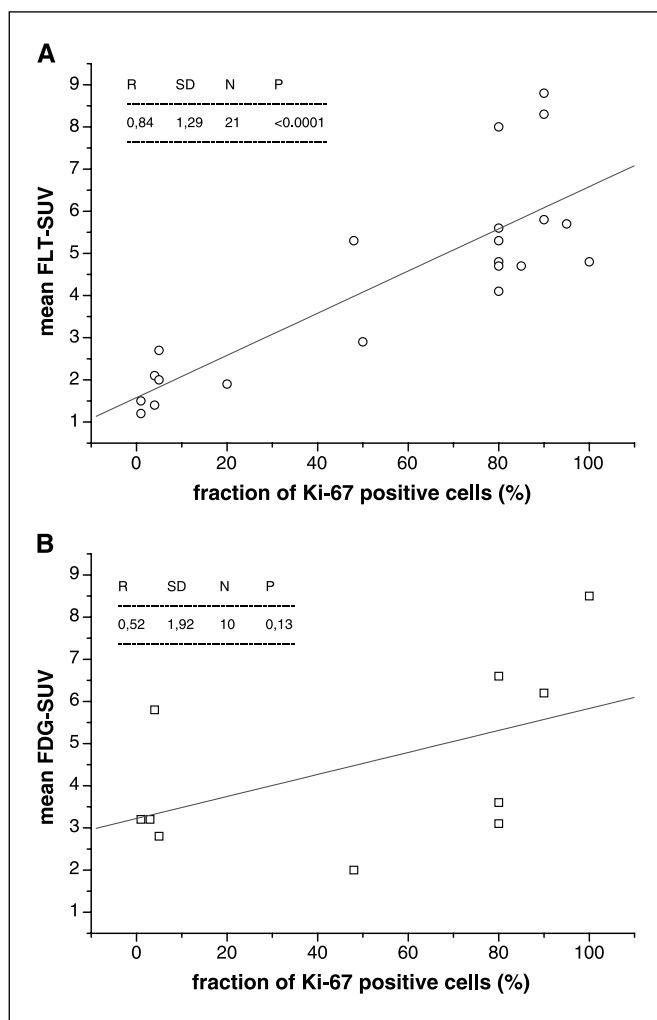 A
R SD N P
0,84 1,29 21 <0.0001
9
8
7
6
5
4
3
2
1
mean FLT-SUV
0 20 40 60 80 100
fraction of Ki-67 positive cells (%)
B
R SD N P
0,52 1,92 10 0,13
9
8
7
6
5
4
3
2
1
mean FDG-SUV
0 20 40 60 80 100
fraction of Ki-67 positive cells (%)